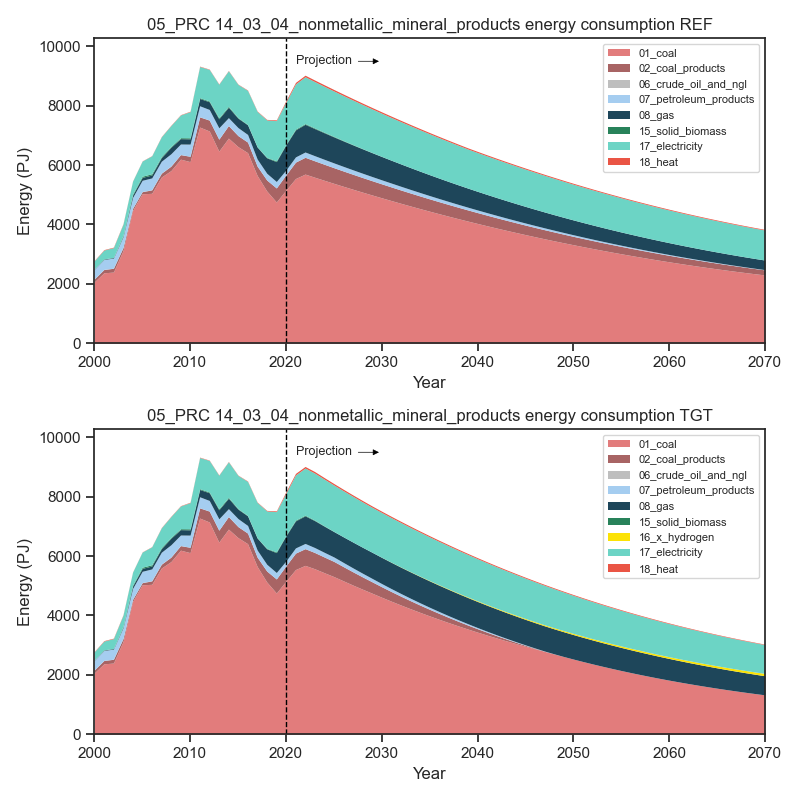 05_PRC 14_03_04_nonmetallic_mineral_products energy consumption REF
Energy (PJ)
10000
8000
6000
4000
2000
0
Projection
01_coal
02_coal_products
06_crude_oil_and_ngl
07_petroleum_products
08_gas
15_solid_biomass
17_electricity
18_heat
2000 2010 2020 2030 2040 2050 2060 2070
Year
05_PRC 14_03_04_nonmetallic_mineral_products energy consumption TGT
Energy (PJ)
10000
8000
6000
4000
2000
0
Projection
01_coal
02_coal_products
06_crude_oil_and_ngl
07_petroleum_products
08_gas
15_solid_biomass
16_x_hydrogen
17_electricity
18_heat
2000 2010 2020 2030 2040 2050 2060 2070
Year